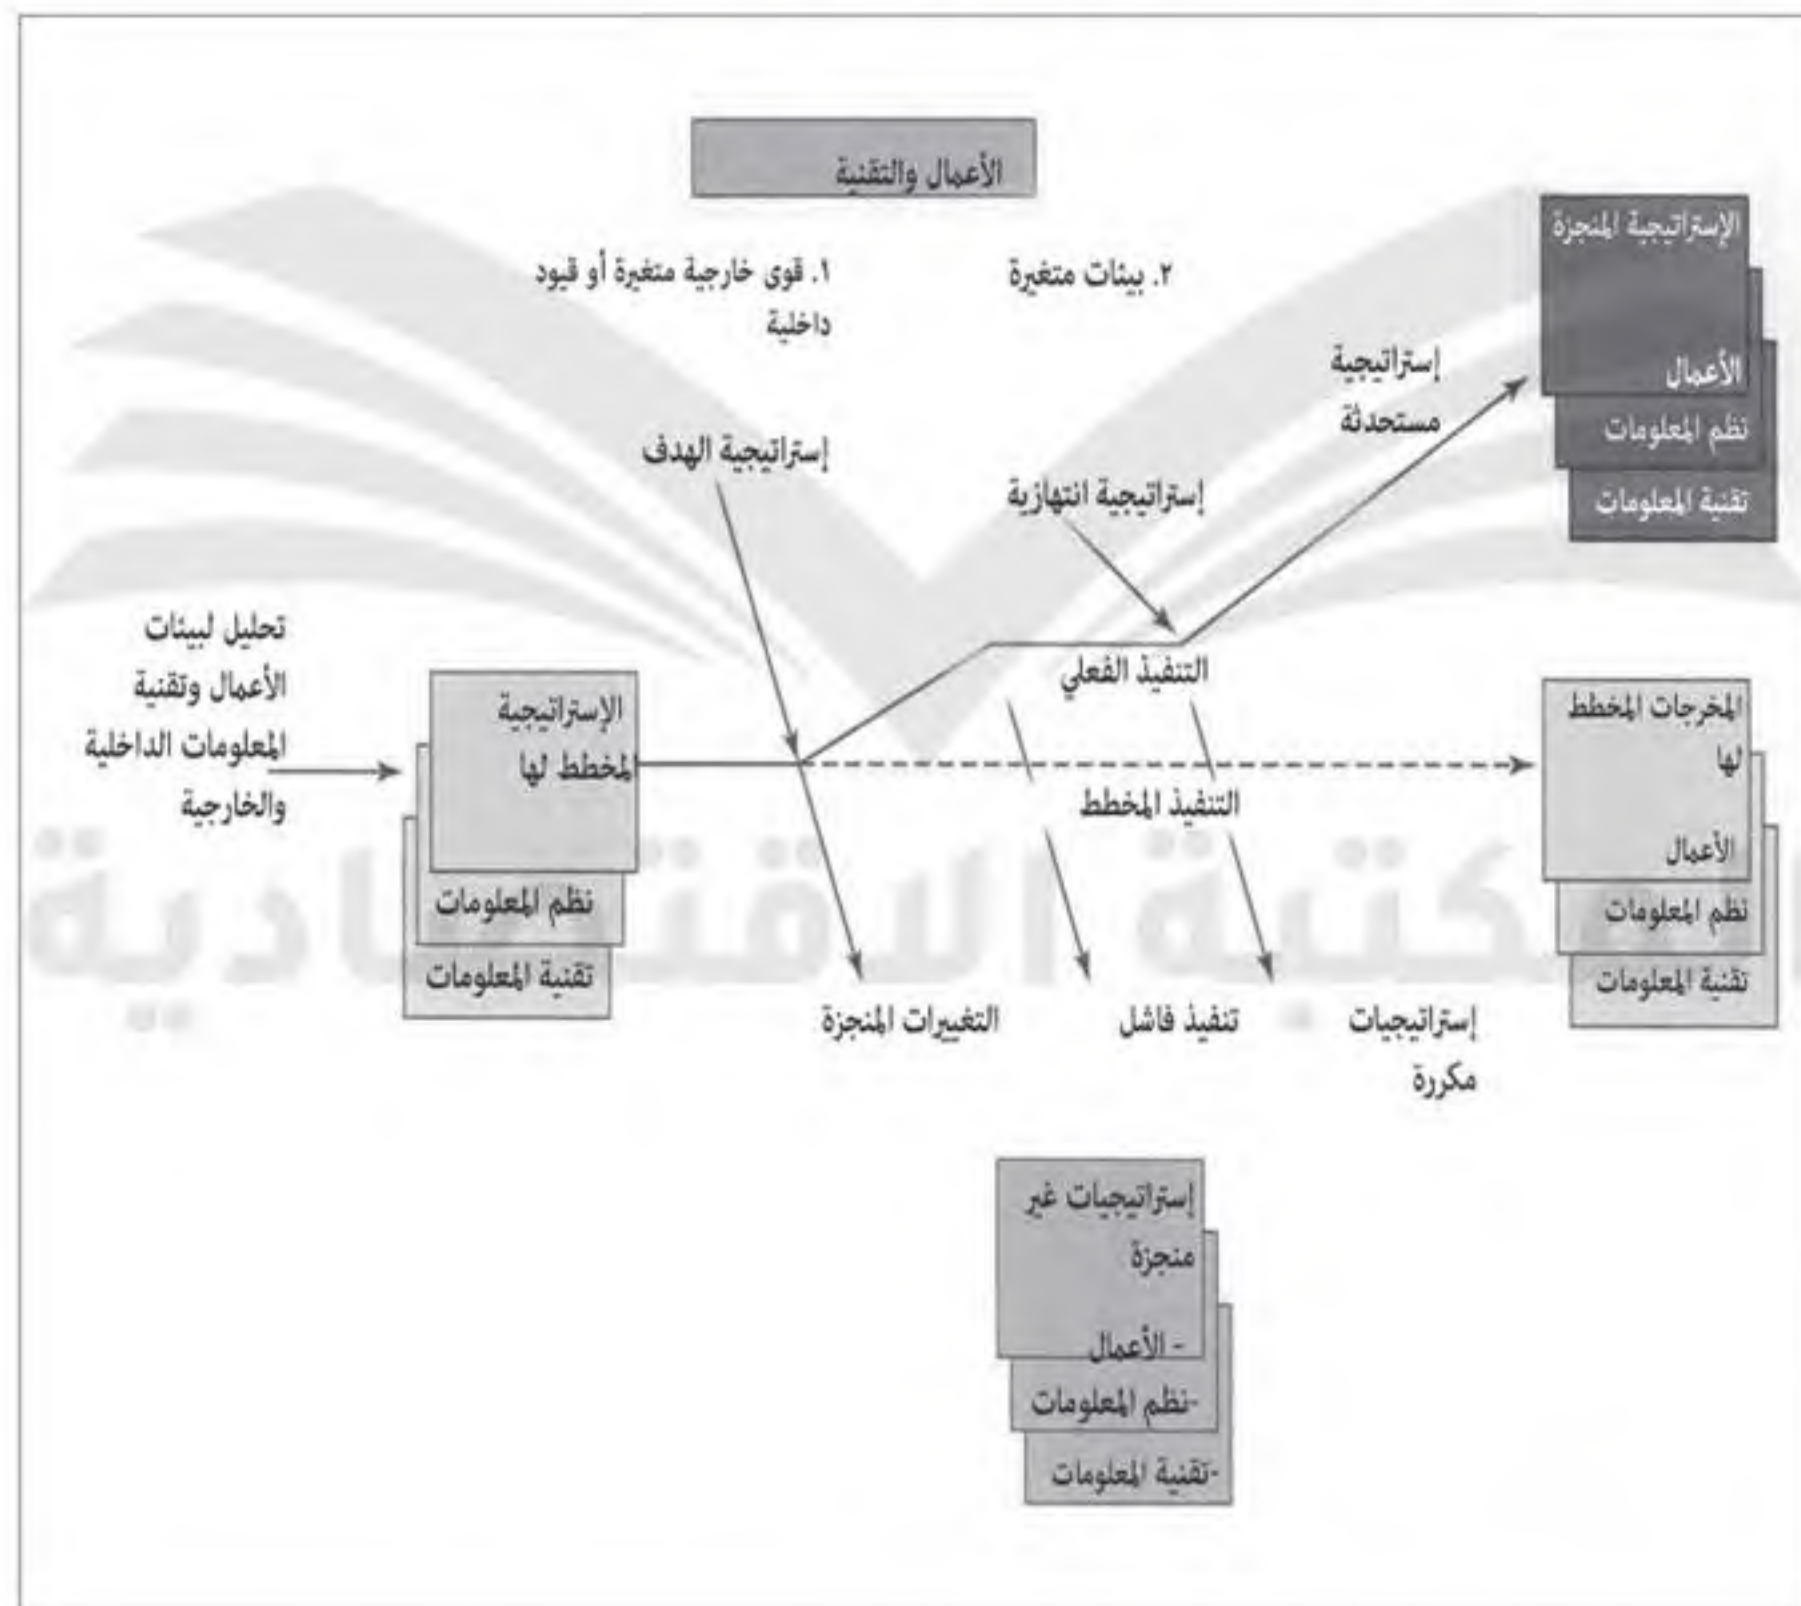 الأعمال والتقنية
٢. بيئات متغيرة
١. قوى خارجية متغيرة أو قيود
داخلية
الإستراتيجية المنجزة
الأعمال
نظم المعلومات
تقنية المعلومات
إستراتيجية
مستحدثة
إستراتيجية انتهازية
إستراتيجية الهدف
تحليل لبيئات
الأعمال وتقنية
المعلومات الداخلية
والخارجية
الإستراتيجية
المخطط لها
نظم المعلومات
تقنية المعلومات
التنفيذ الفعلي
التنفيذ المخطط
المخرجات المخطط
لها
الأعمال
نظم المعلومات
تقنية المعلومات
إستراتيجيات
مكررة
تنفيذ فاشل
التغييرات المنجزة
إستراتيجيات غير
منجزة
- الأعمال
-نظم المعلومات
-تقنية المعلومات
المكتبة الاقتصادية